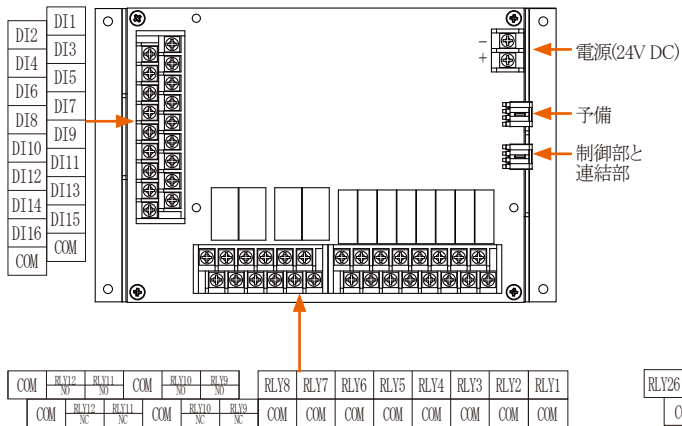 DI1
DI2
DI3
DI4
DI5
DI6
DI7
DI8
DI9
DI10
DI11
DI12
DI13
DI14
DI15
DI16
COM
COM
−
+
電源(24V DC)
予備
制御部と
連結部
COM RLY12 NO RLY11 NO COM RLY10 NO RLY9 NO RLY8 RLY7 RLY6 RLY5 RLY4 RLY3 RLY2 RLY1
COM RLY12 NC RLY11 NC COM RLY10 NC RLY9 NC COM COM COM COM COM COM COM COM
RLY26